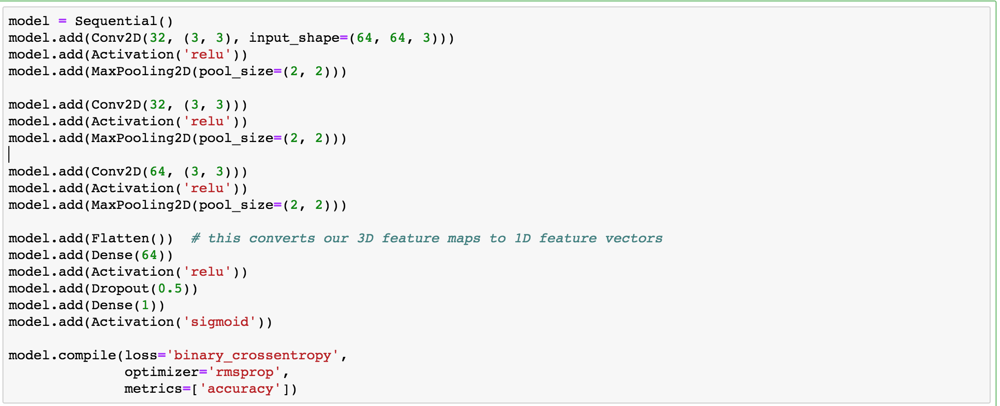 model = Sequential()
model.add(Conv2D(32, (3, 3), input_shape=(64, 64, 3)))
model.add(Activation('relu'))
model.add(MaxPooling2D(pool_size=(2, 2)))

model.add(Conv2D(32, (3, 3)))
model.add(Activation('relu'))
model.add(MaxPooling2D(pool_size=(2, 2)))

model.add(Conv2D(64, (3, 3)))
model.add(Activation('relu'))
model.add(MaxPooling2D(pool_size=(2, 2)))

model.add(Flatten())  # this converts our 3D feature maps to 1D feature vectors
model.add(Dense(64))
model.add(Activation('relu'))
model.add(Dropout(0.5))
model.add(Dense(1))
model.add(Activation('sigmoid'))

model.compile(loss='binary_crossentropy',
              optimizer='rmsprop',
              metrics=['accuracy'])